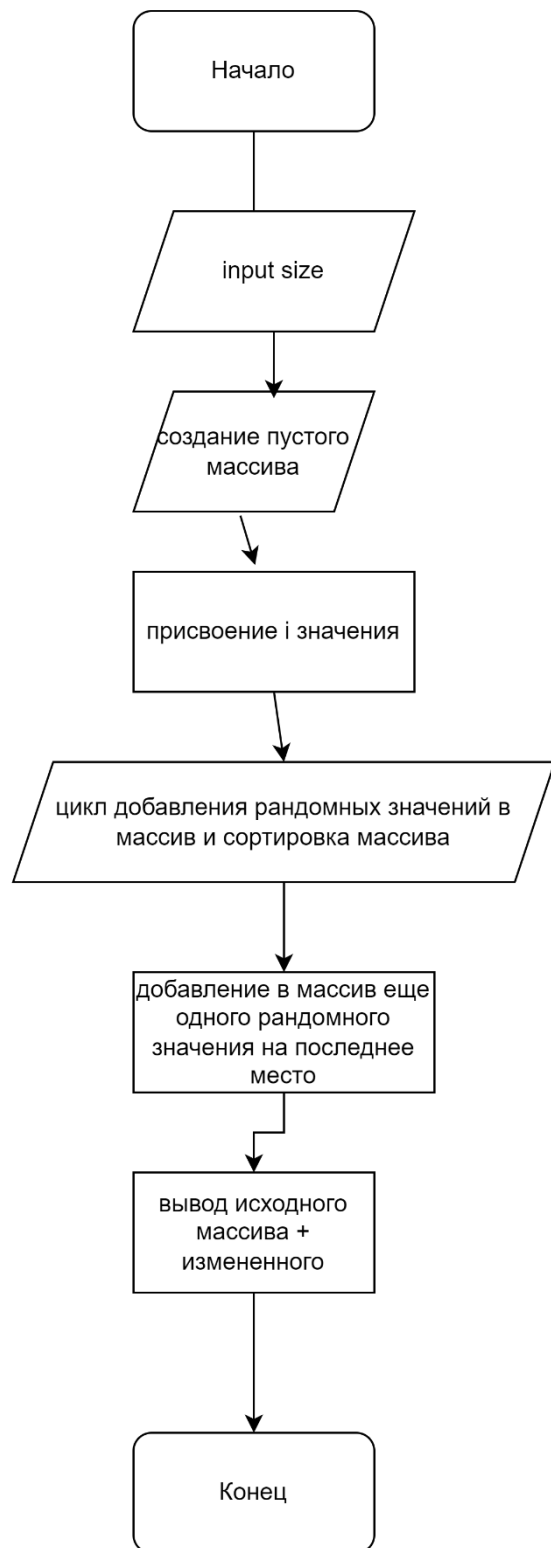 Начало
input size
создание пустого
массива
присвоение i значения
цикл добавления рандомных значений в
массив и сортировка массива
добавление в массив еще
одного рандомного
значения на последнее
место
вывод исходного
массива +
измененного
Конец